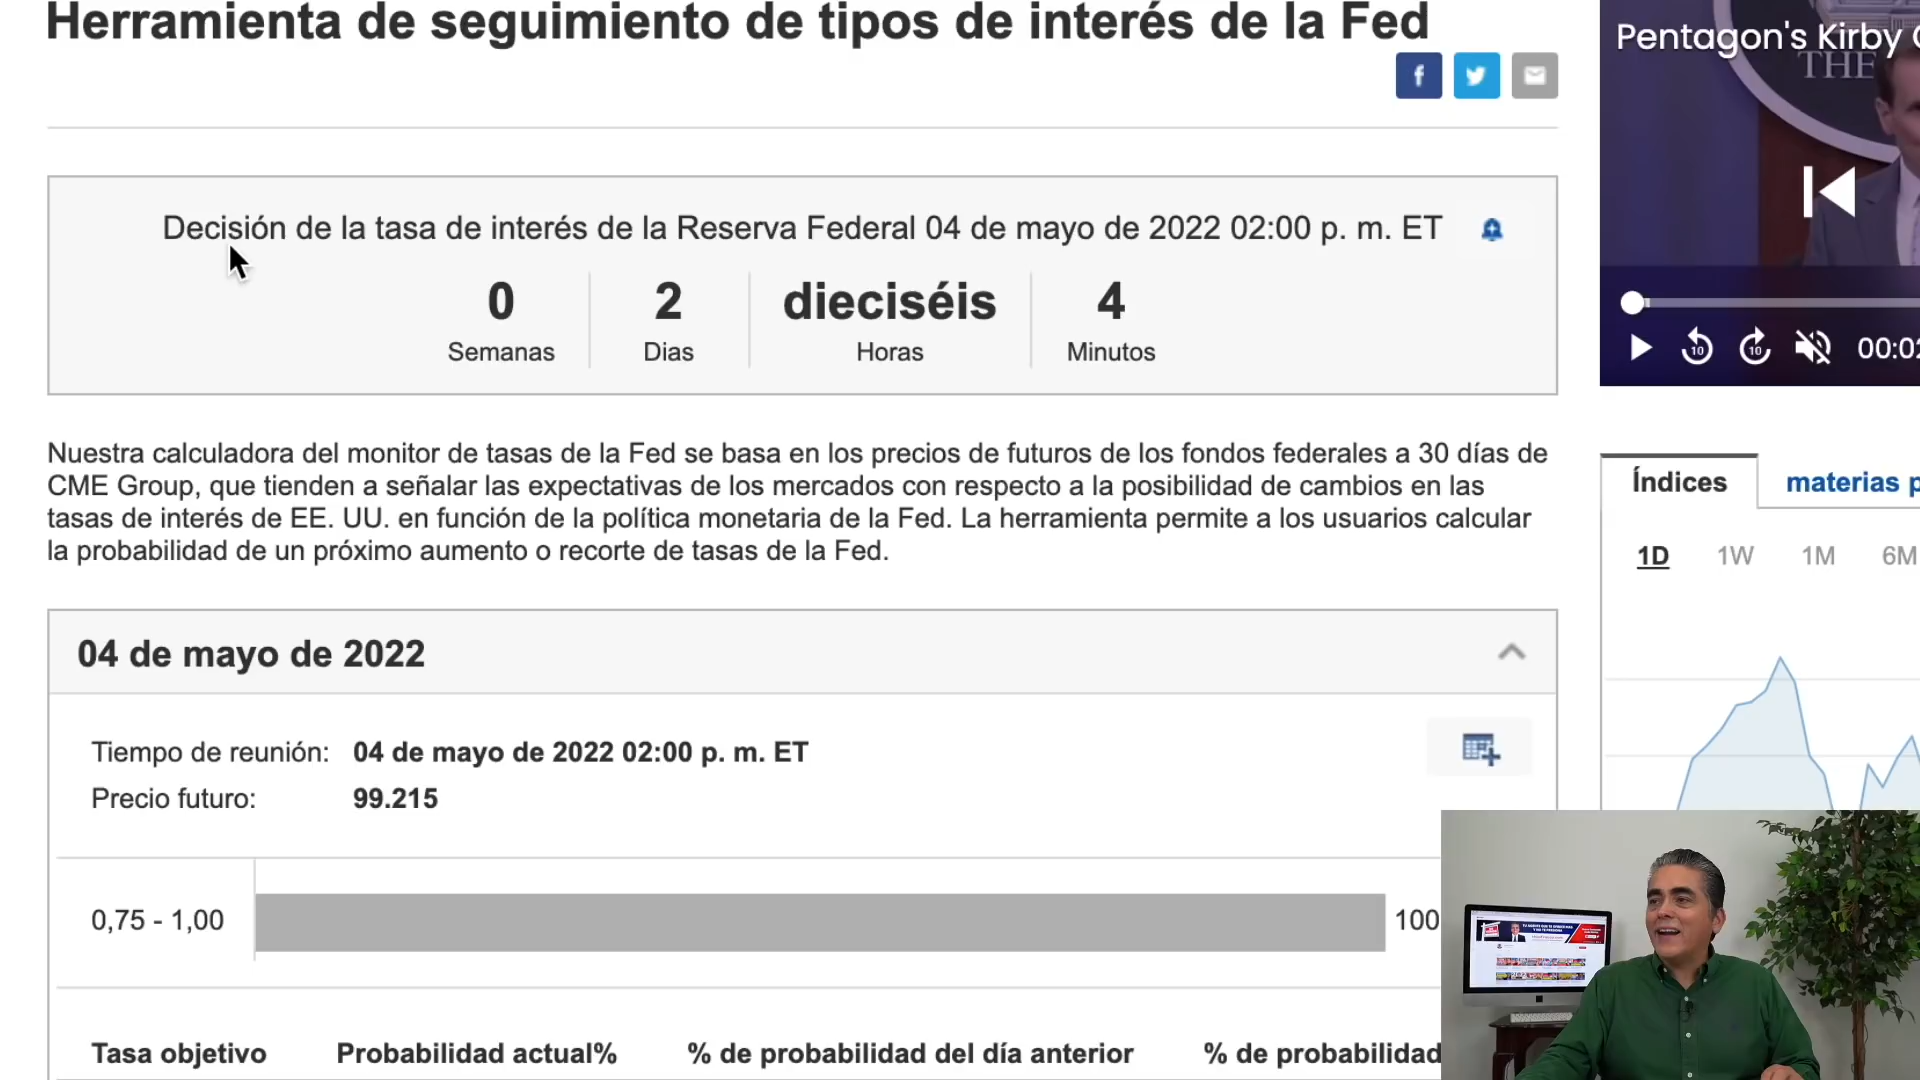 Herramienta de seguimiento de tipos de interés de la Fed
Decisión de la tasa de interés de la Reserva Federal 04 de mayo de 2022 02:00 p. m. ET
0
Semanas
2
Dias
dieciséis
Horas
4
Minutos
Nuestra calculadora del monitor de tasas de la Fed se basa en los precios de futuros de los fondos federales a 30 días de
CME Group, que tienden a señalar las expectativas de los mercados con respecto a la posibilidad de cambios en las
tasas de interés de EE. UU. en función de la política monetaria de la Fed. La herramienta permite a los usuarios calcular
la probabilidad de un próximo aumento o recorte de tasas de la Fed.
04 de mayo de 2022
Tiempo de reunión: 04 de mayo de 2022 02:00 p. m. ET
Precio futuro: 99.215
0,75 - 1,00
100
Tasa objetivo Probabilidad actual% % de probabilidad del día anterior % de probabilidad
Pentagon's Kirby
THE
10
10
00:02
Índices
materias p
1D 1W 1M 6M